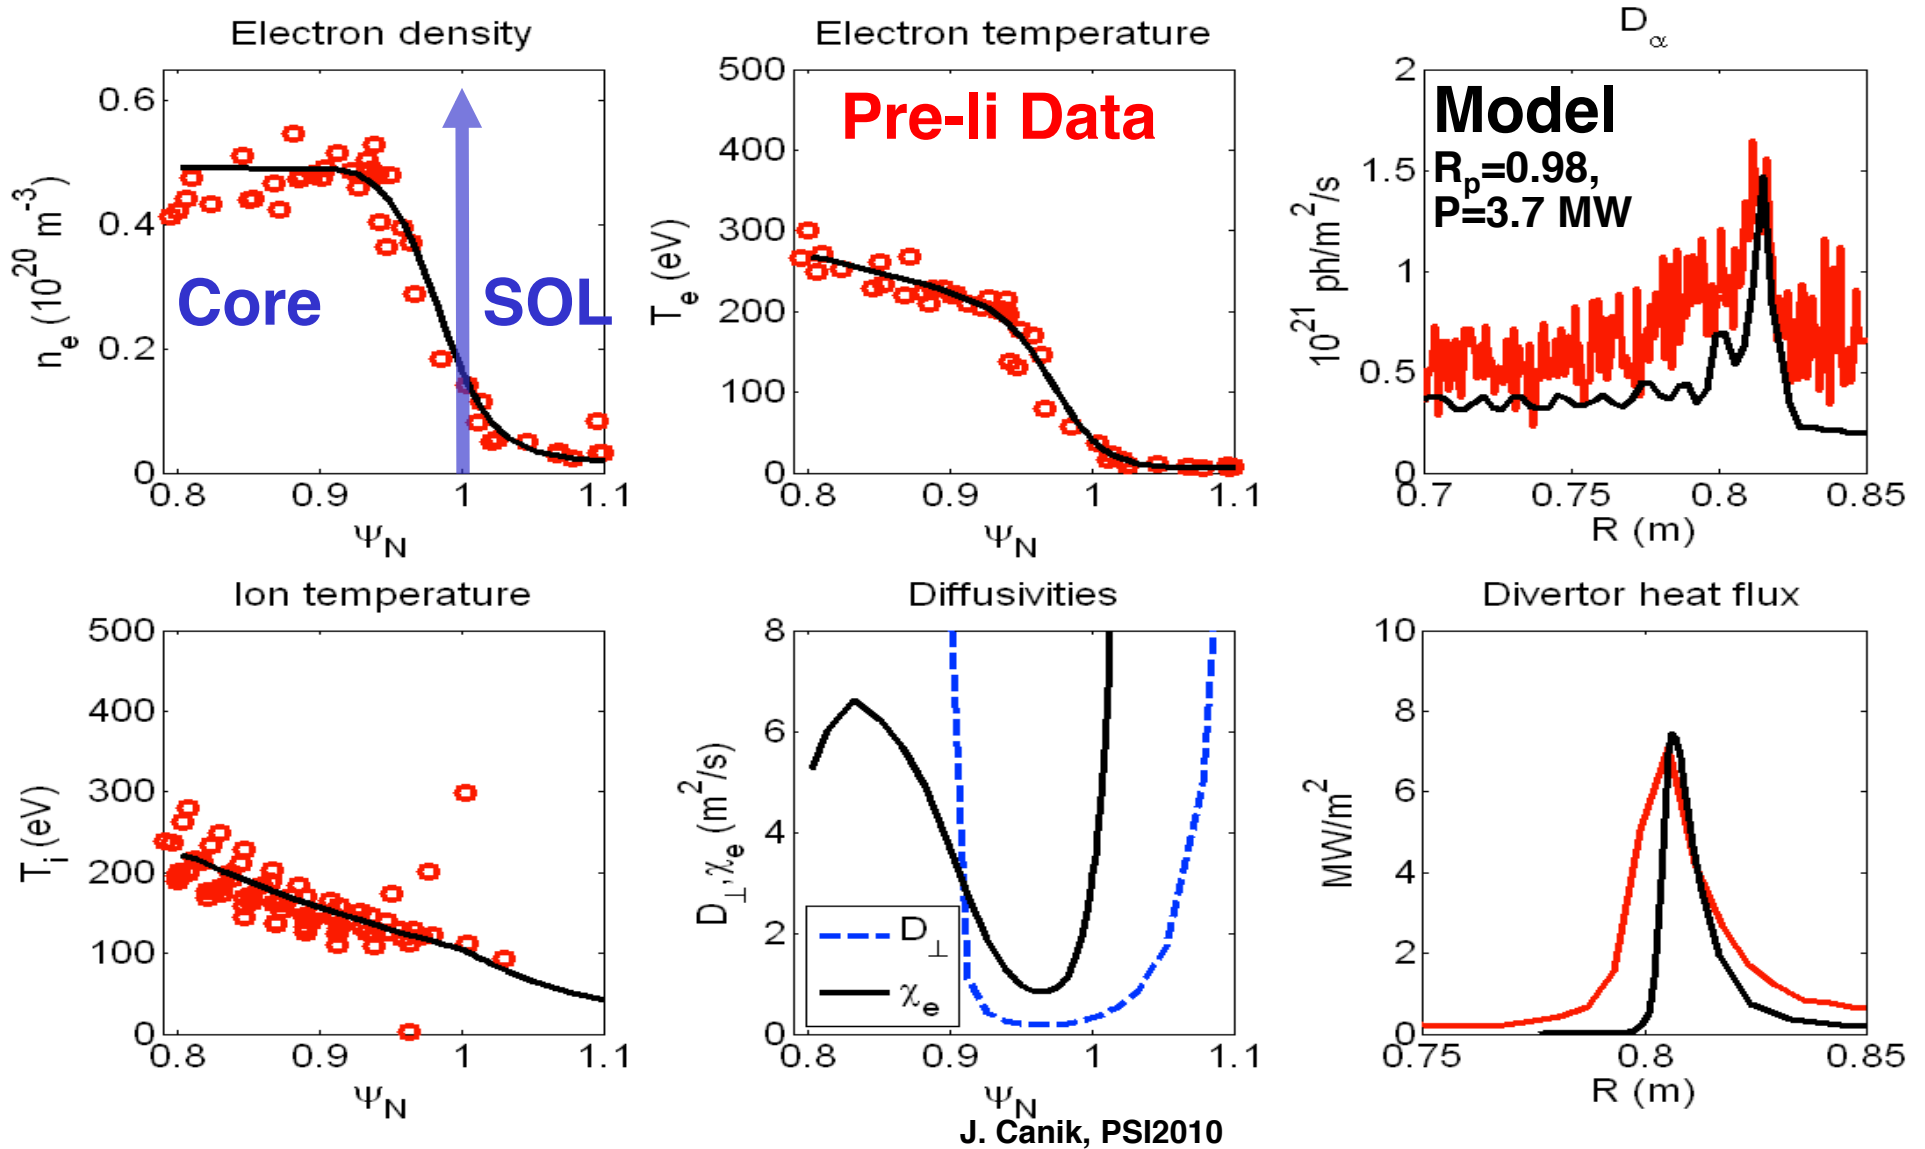 Electron density
0.6
0.4
0.2
0
0.8
0.9
1
1.1
n_e (10^20 m^-3)
Ψ_N
Core
SOL
Electron temperature
500
400
300
200
100
0
0.8
0.9
1
1.1
T_e (eV)
Ψ_N
Pre-li Data
D_α
2
1.5
1
0.5
0
0.7
0.75
0.8
0.85
10^21 ph/m^2/s
R (m)
Model
R_p=0.98,
P=3.7 MW
Ion temperature
500
400
300
200
100
0
0.8
0.9
1
1.1
T_i (eV)
Ψ_N
Diffusivities
8
6
4
2
0
0.8
0.9
1
1.1
D_⊥,χ_e (m^2/s)
Ψ_N
D_⊥
χ_e
Divertor heat flux
10
8
6
4
2
0
0.75
0.8
0.85
MW/m^2
R (m)
J. Canik, PSI2010